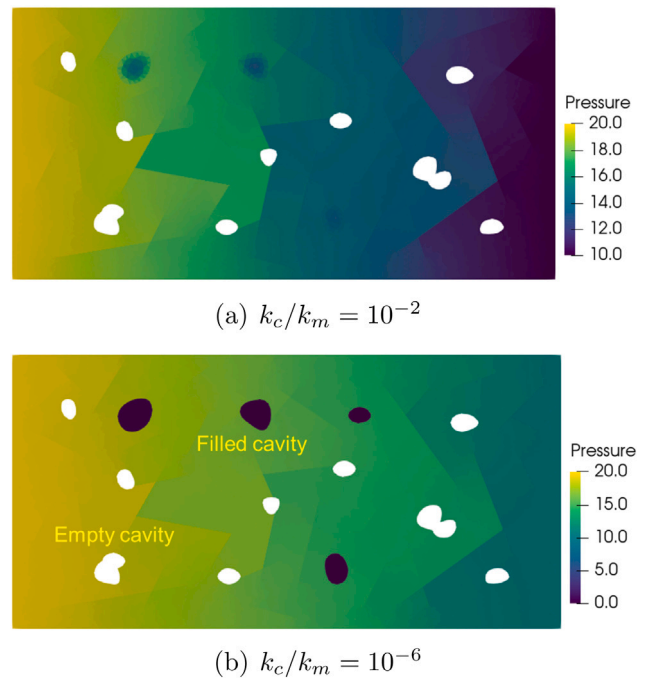 Pressure
20.0
18.0
16.0
14.0
12.0
10.0
(a) k_c/k_m = 10^{-2}
Filled cavity
Empty cavity
Pressure
20.0
15.0
10.0
5.0
0.0
(b) k_c/k_m = 10^{-6}